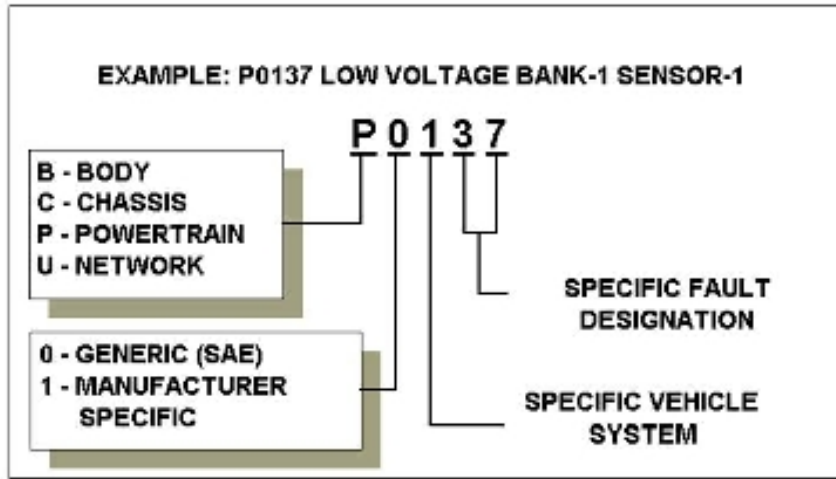 EXAMPLE: P0137 LOW VOLTAGE BANK-1 SENSOR-1
P 0 1 3 7
B - BODY
C - CHASSIS
P - POWERTRAIN
U - NETWORK
0 - GENERIC (SAE)
1 - MANUFACTURER
SPECIFIC
SPECIFIC FAULT
DESIGNATION
SPECIFIC VEHICLE
SYSTEM